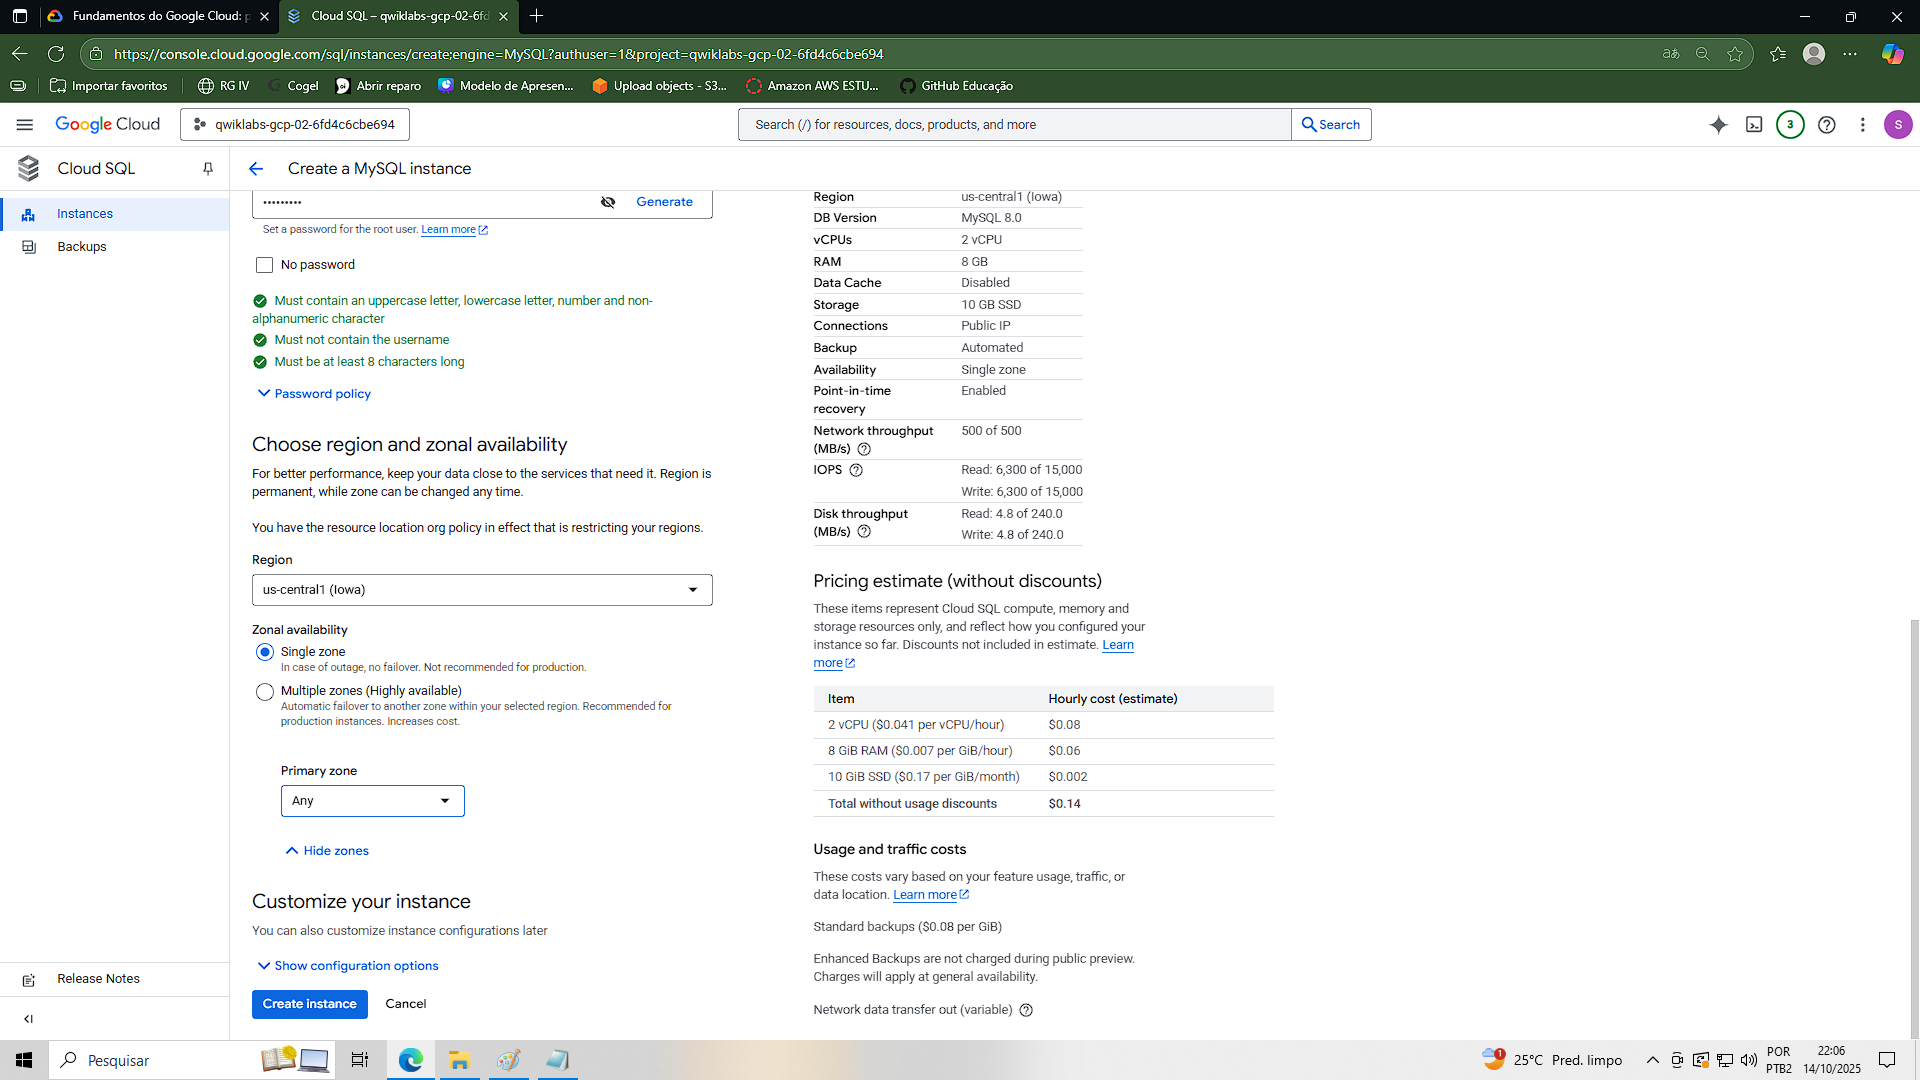 Fundamentos do Google Cloud: p
Cloud SQL – qwiklabs-gcp-02-6fd
https://console.cloud.google.com/sql/instances/create;engine=MySQL?authuser=1&project=qwiklabs-gcp-02-6fd4c6cbe694
Importar favoritos
RG IV
Cogel
Abrir reparo
Modelo de Apresen...
Upload objects - S3...
Amazon AWS ESTU...
GitHub Educação
Google Cloud
qwiklabs-gcp-02-6fd4c6cbe694
Search (/) for resources, docs, products, and more
Search
3
S
Cloud SQL
Create a MySQL instance
Instances
Backups
Release Notes
•••••••••
Generate
Set a password for the root user. Learn more
No password
Must contain an uppercase letter, lowercase letter, number and non-
alphanumeric character
Must not contain the username
Must be at least 8 characters long
Password policy
Choose region and zonal availability
For better performance, keep your data close to the services that need it. Region is
permanent, while zone can be changed any time.
You have the resource location org policy in effect that is restricting your regions.
Region
us-central1 (Iowa)
Zonal availability
Single zone
In case of outage, no failover. Not recommended for production.
Multiple zones (Highly available)
Automatic failover to another zone within your selected region. Recommended for
production instances. Increases cost.
Primary zone
Any
Hide zones
Customize your instance
You can also customize instance configurations later
Show configuration options
Create instance
Cancel
Region us-central1 (Iowa)
DB Version MySQL 8.0
vCPUs 2 vCPU
RAM 8 GB
Data Cache Disabled
Storage 10 GB SSD
Connections Public IP
Backup Automated
Availability Single zone
Point-in-time Enabled
recovery
Network throughput 500 of 500
(MB/s)
IOPS Read: 6,300 of 15,000
Write: 6,300 of 15,000
Disk throughput Read: 4.8 of 240.0
(MB/s) Write: 4.8 of 240.0
Pricing estimate (without discounts)
These items represent Cloud SQL compute, memory and
storage resources only, and reflect how you configured your
instance so far. Discounts not included in estimate. Learn
more
Item Hourly cost (estimate)
2 vCPU ($0.041 per vCPU/hour) $0.08
8 GiB RAM ($0.007 per GiB/hour) $0.06
10 GiB SSD ($0.17 per GiB/month) $0.002
Total without usage discounts $0.14
Usage and traffic costs
These costs vary based on your feature usage, traffic, or
data location. Learn more
Standard backups ($0.08 per GiB)
Enhanced Backups are not charged during public preview.
Charges will apply at general availability.
Network data transfer out (variable)
Pesquisar
1
25°C Pred. limpo
POR
PTB2
22:06
14/10/2025